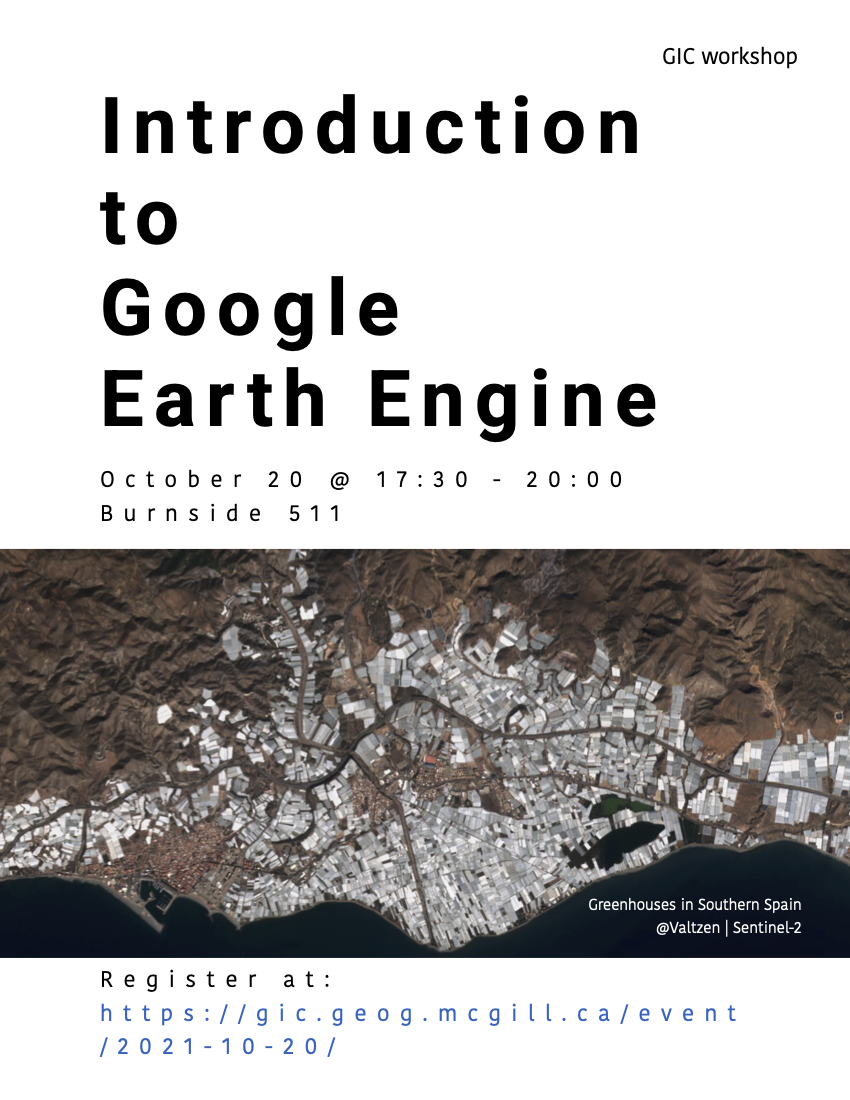 GIC workshop
Introduction
to
Google
Earth Engine
October 20 @ 17:30 - 20:00
Burnside 511
Greenhouses in Southern Spain
@Valtzen | Sentinel-2
Register at:
https://gic.geog.mcgill.ca/event
/2021-10-20/